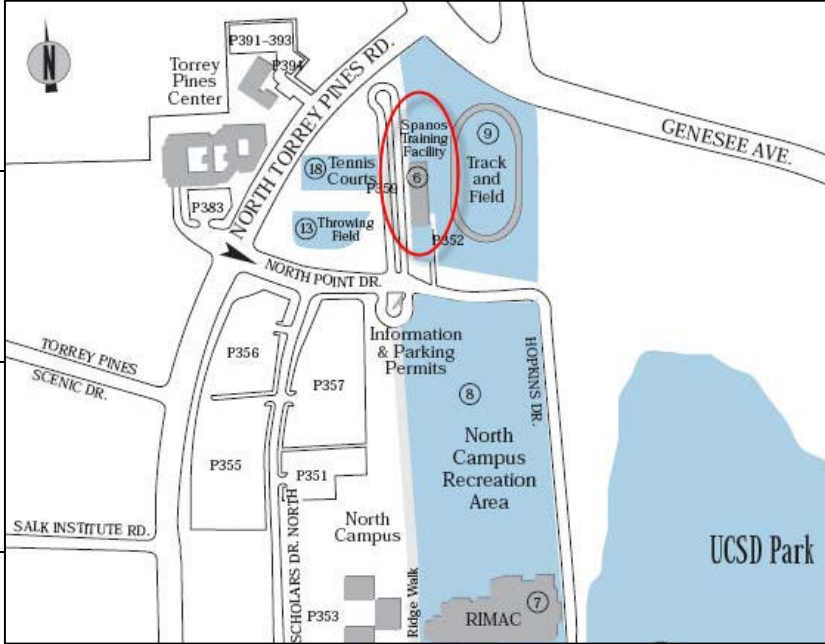 N
P391-393
P394
Torrey
Pines
Center
NORTH TORREY PINES RD.
GENESEE AVE.
Spanos
Training
Facility
6
9
Track
and
Field
18 Tennis
Courts
P359
P383
13 Throwing
Field
P352
NORTH POINT DR.
Information
& Parking
Permits
TORREY PINES
SCENIC DR.
P356
P357
HOPKINS DR.
8
North
Campus
Recreation
Area
P355
P351
SALK INSTITUTE RD.
SCHOLARS DR. NORTH
North
Campus
UCSD Park
P353
Ridge Walk
RIMAC
7